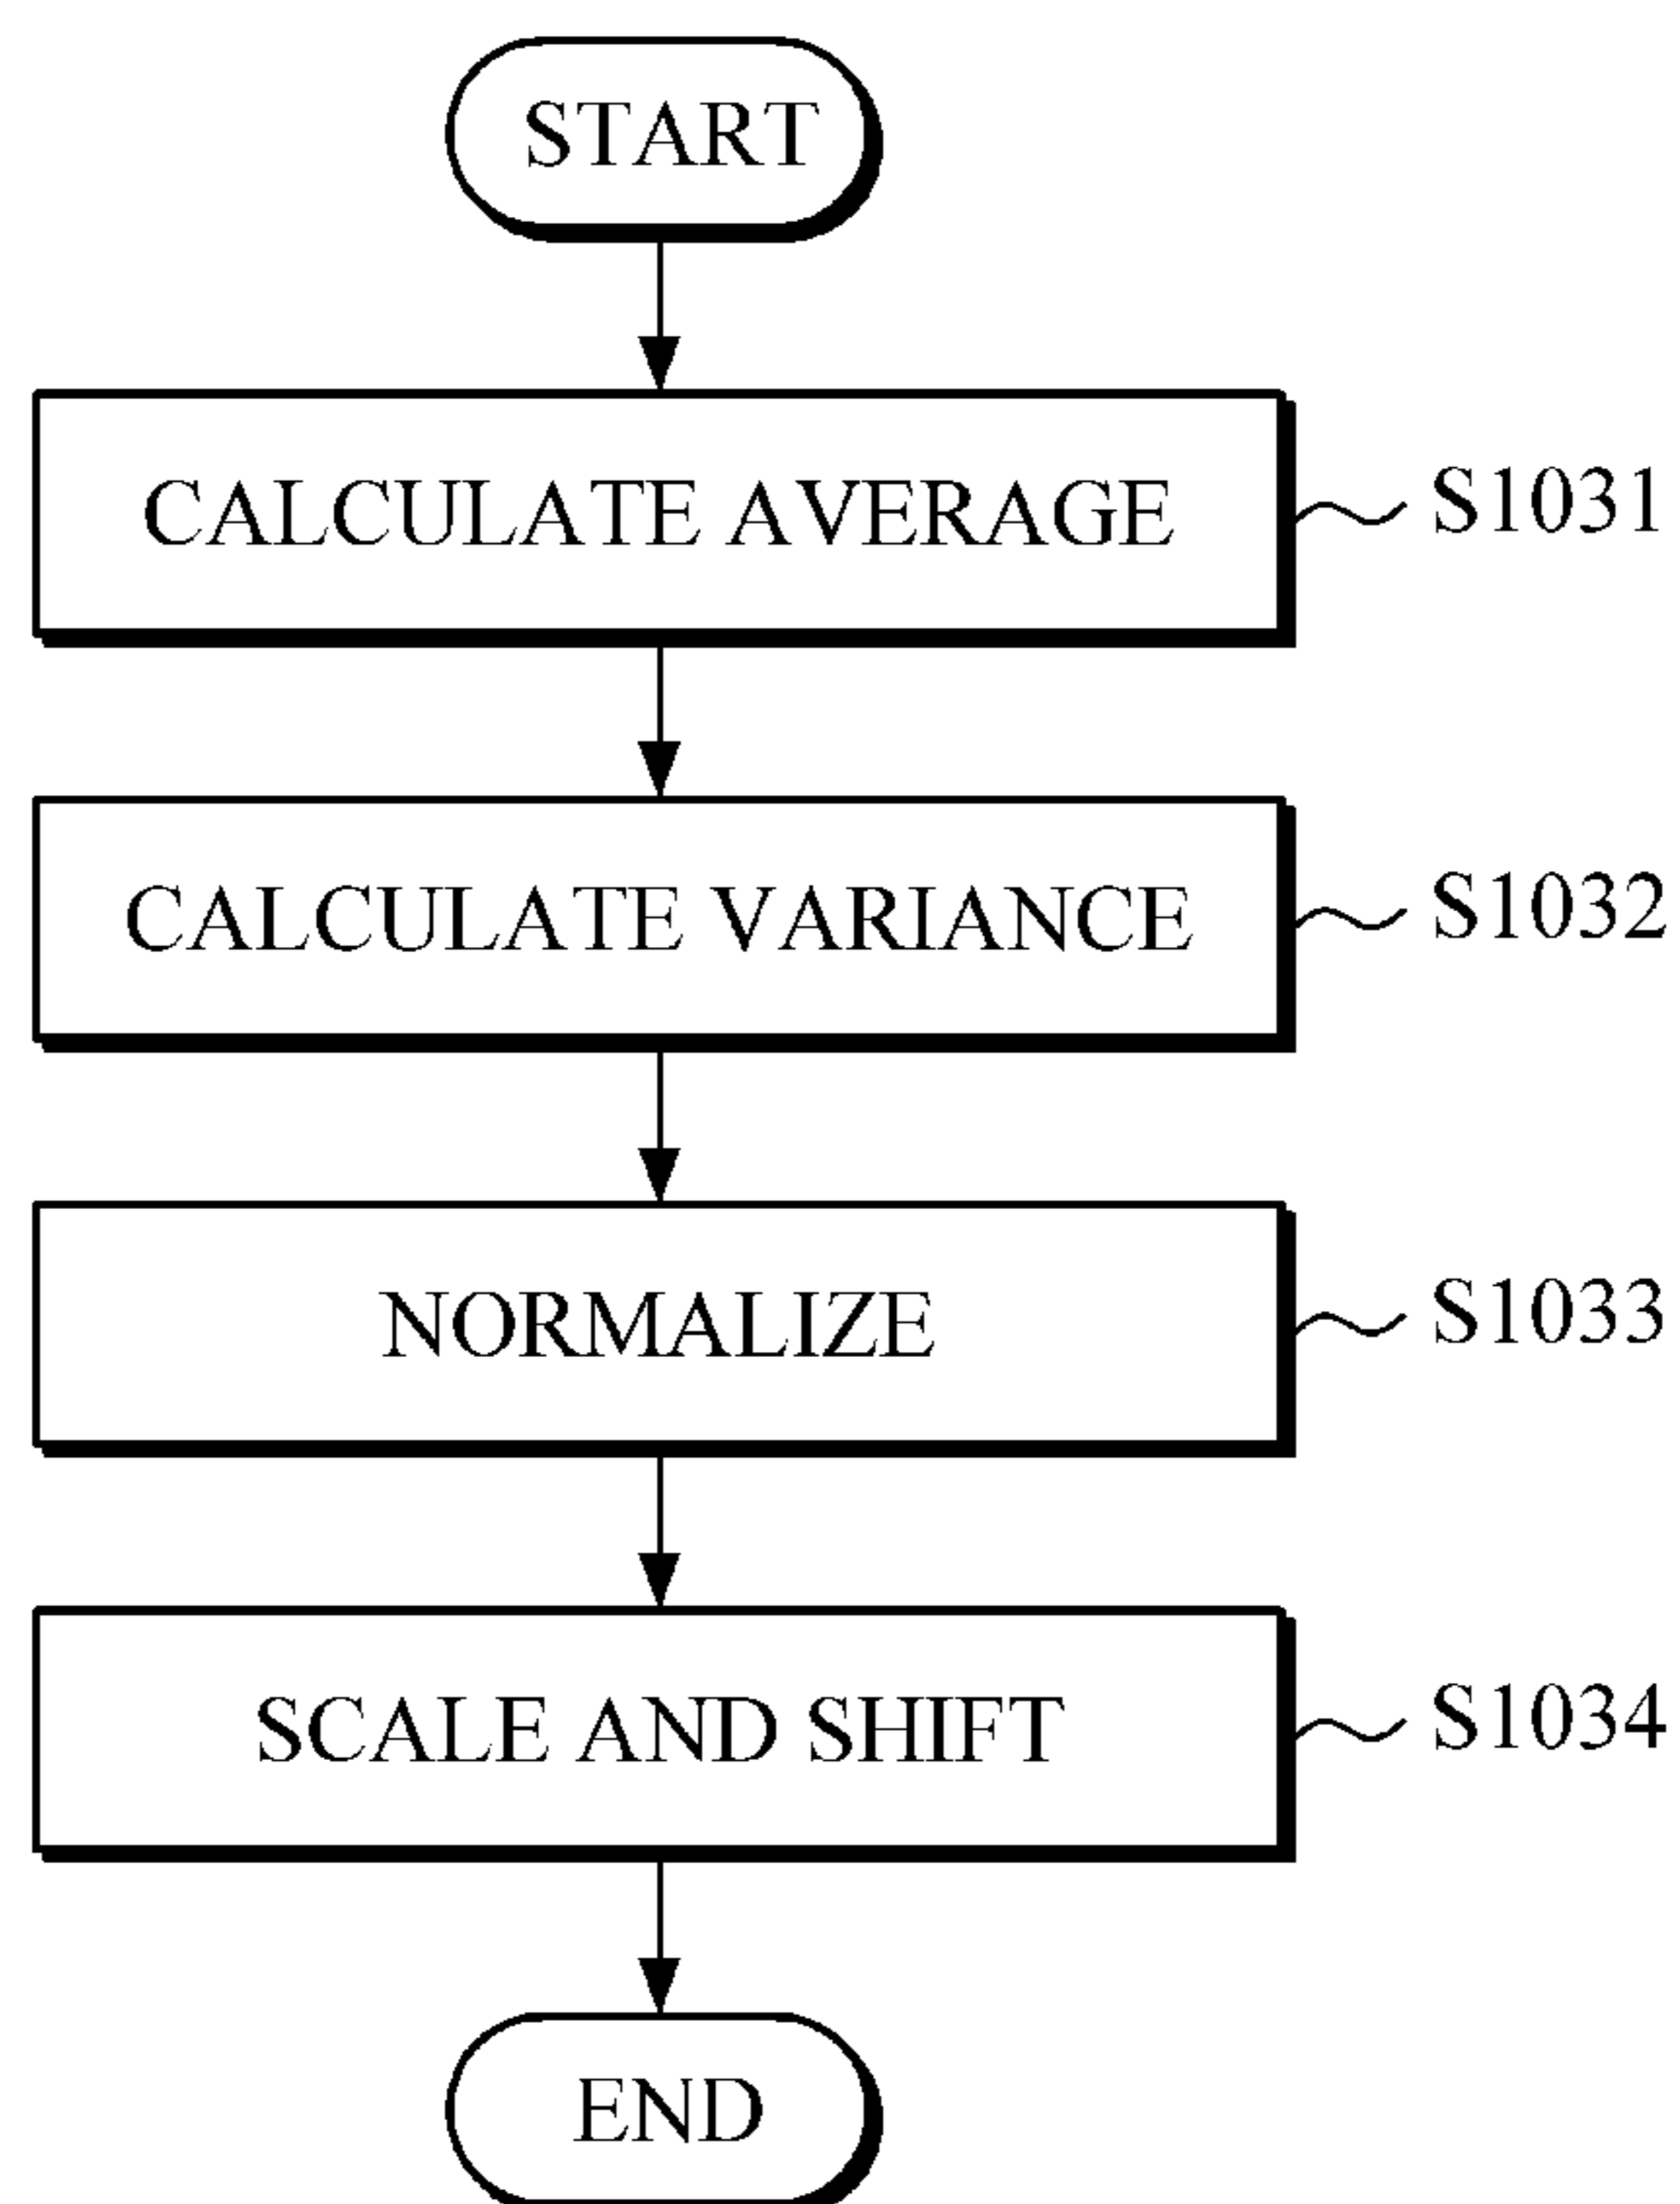 START
CALCULATE AVERAGE
S1031
CALCULATE VARIANCE
S1032
NORMALIZE
S1033
SCALE AND SHIFT
S1034
END